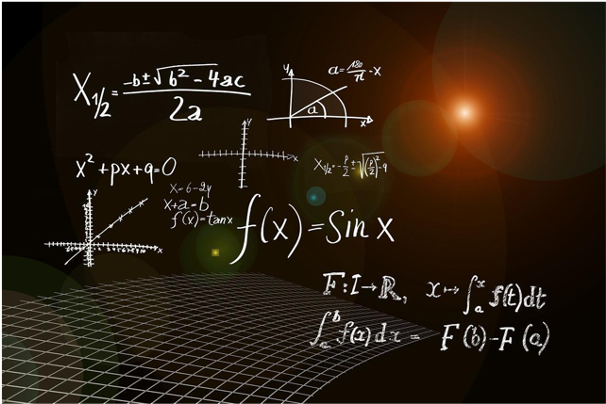 X₁/₂ = (-b ± √(b² - 4ac)) / 2a
y
a = 180/π · x
a
x
y
x
x² + px + q = 0
X₁/₂ = -p/2 ± √((p/2)² - q)
x = 6 - 2y
x + a = b
f(x) = tan x
y
x
f(x) = Sin x
F: I → ℝ, x ↦ ∫ₐˣ f(t) dt
∫ₐᵇ f(x) dx = F(b) - F(a)